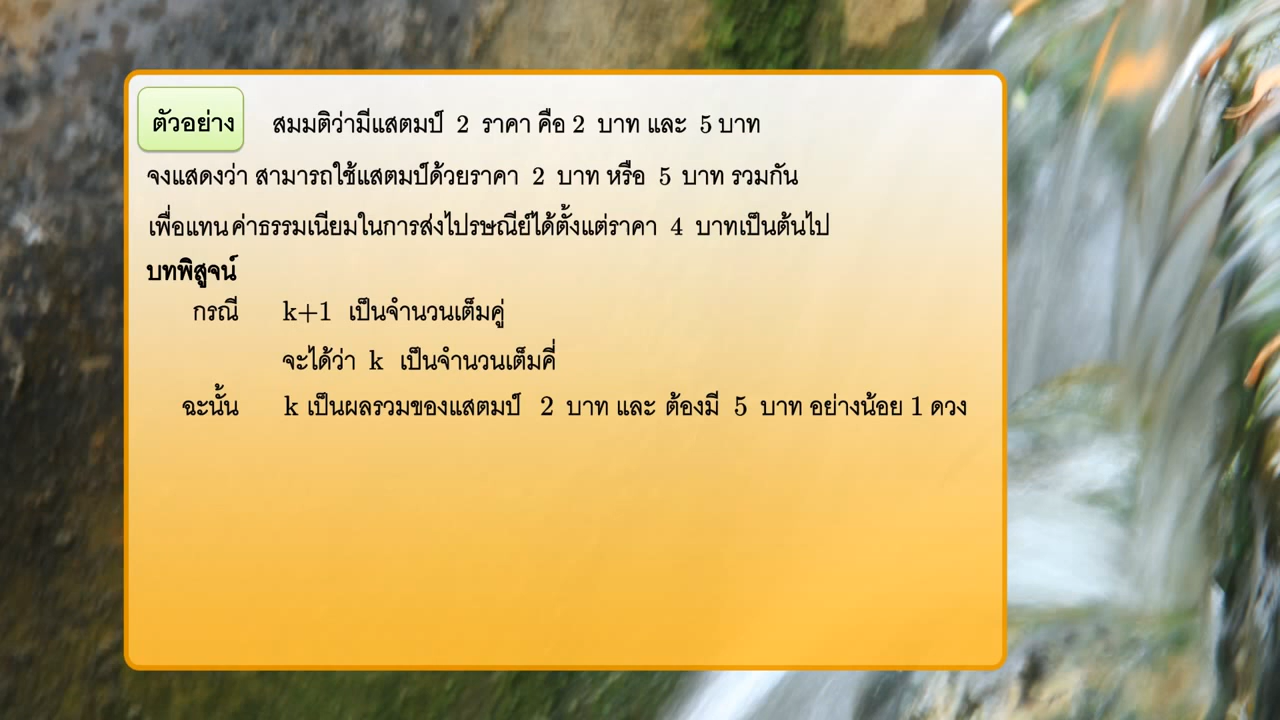 ตัวอย่าง สมมติว่ามีแสตมป์ 2 ราคา คือ 2 บาท และ 5 บาท
จงแสดงว่า สามารถใช้แสตมป์ด้วยราคา 2 บาท หรือ 5 บาท รวมกัน
เพื่อแทนค่าธรรมเนียมในการส่งไปรษณีย์ได้ตั้งแต่ราคา 4 บาทเป็นต้นไป
บทพิสูจน์
กรณี k+1 เป็นจำนวนเต็มคู่
จะได้ว่า k เป็นจำนวนเต็มคี่
ฉะนั้น k เป็นผลรวมของแสตมป์ 2 บาท และ ต้องมี 5 บาท อย่างน้อย 1 ดวง